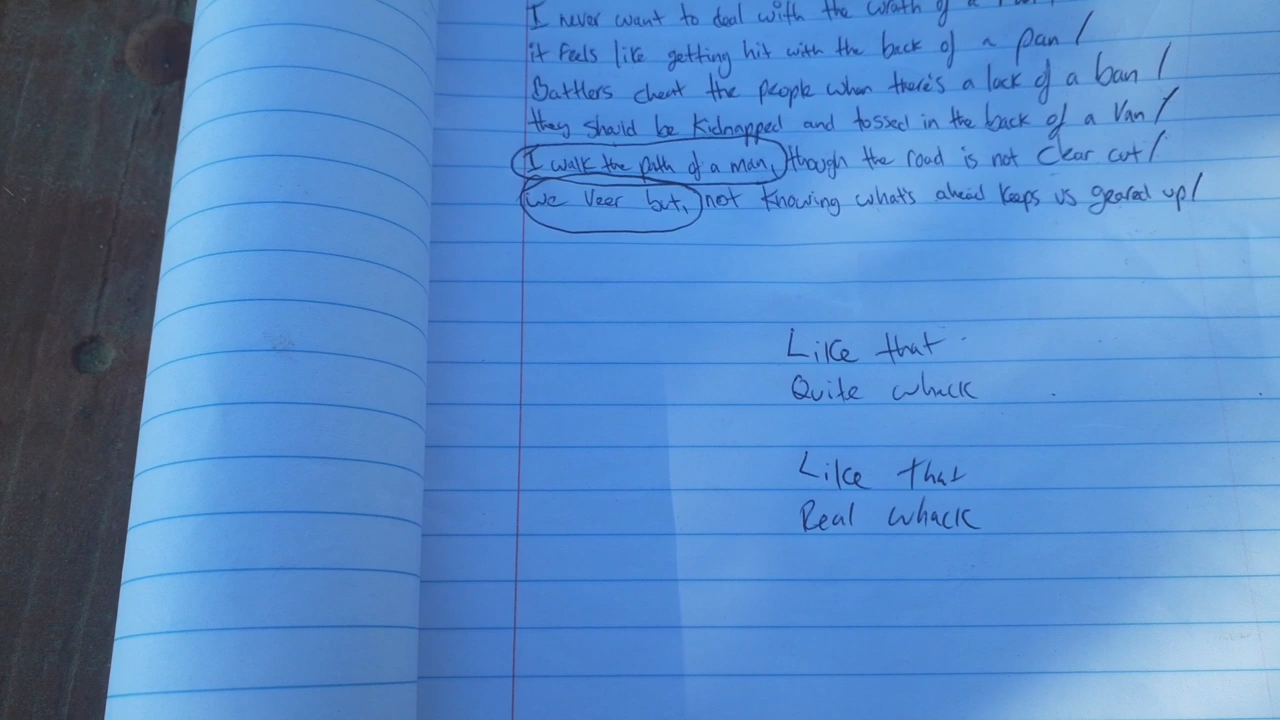 I never want to deal with the wrath of a
it feels like getting hit with the back of a pan /
Battlers cheat the people when there's a lack of a ban /
they should be kidnapped and tossed in the back of a van /
I walk the path of a man, though the road is not clear cut /
we veer but, not knowing what's ahead keeps us geared up /
Like that
Quite whack
Like that
Real whack